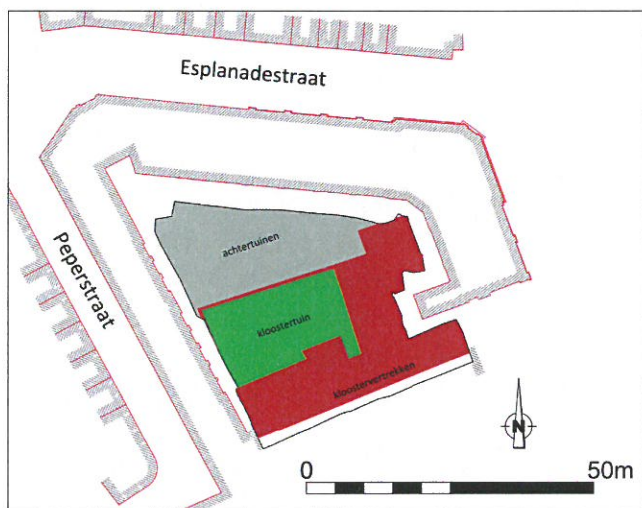 Esplanadestraat
Peperstraat
achtertuinen
kloostertuin
kloostervertrekken
N
0 50m